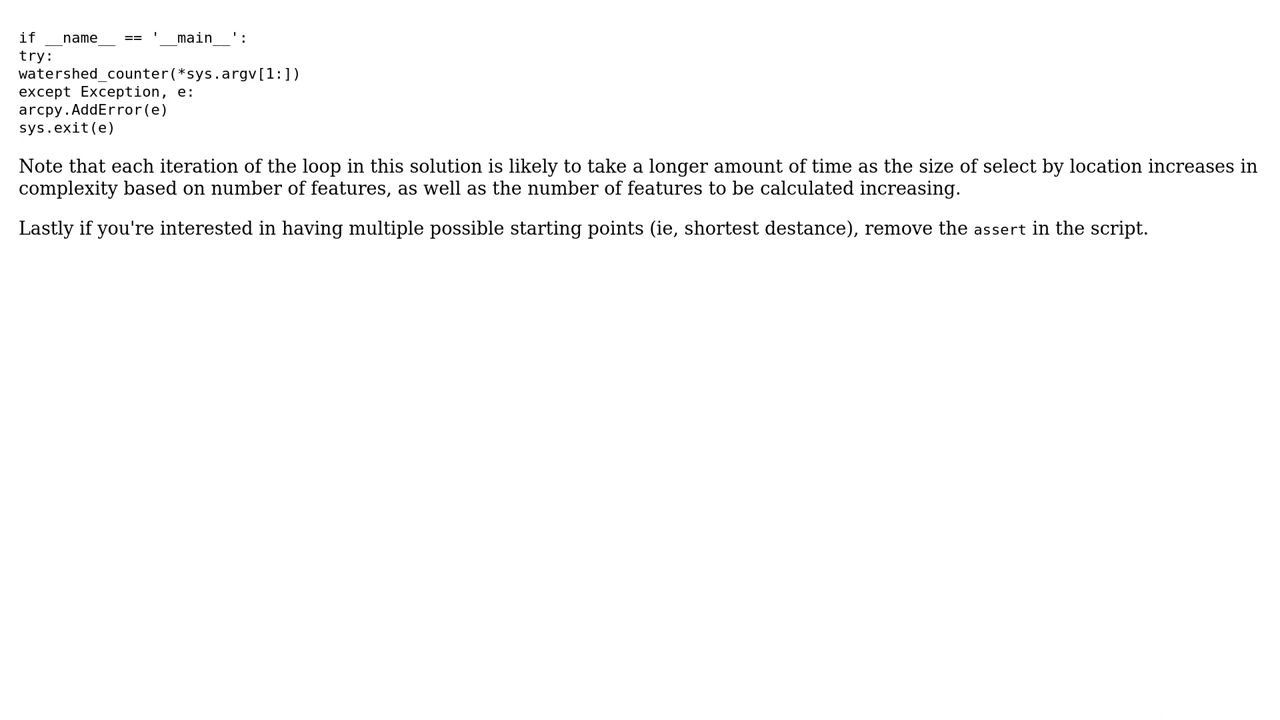 if __name__ == '__main__':
try:
watershed_counter(*sys.argv[1:])
except Exception, e:
arcpy.AddError(e)
sys.exit(e)
Note that each iteration of the loop in this solution is likely to take a longer amount of time as the size of select by location increases in
complexity based on number of features, as well as the number of features to be calculated increasing.
Lastly if you're interested in having multiple possible starting points (ie, shortest destance), remove the assert in the script.